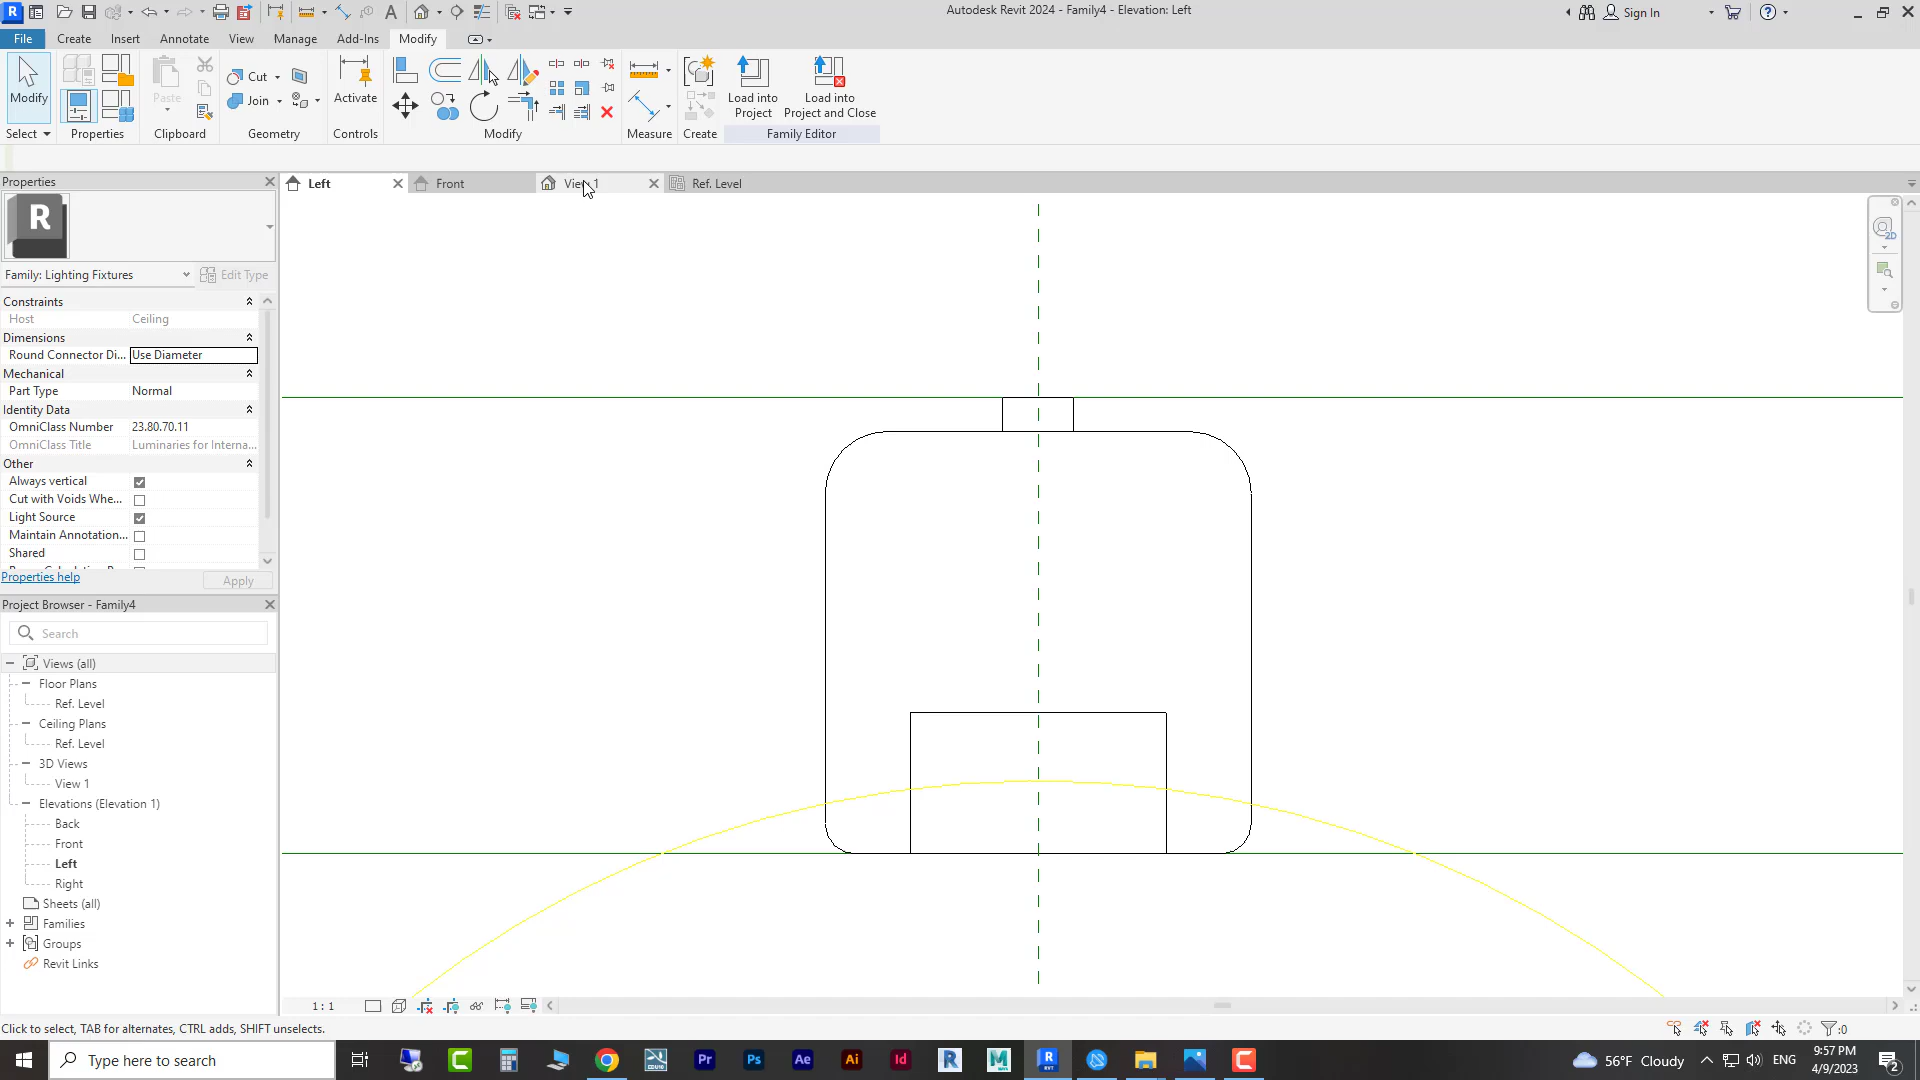 Autodesk Revit 2024 - Family4 - Elevation: Left
Sign In
File
Create
Insert
Annotate
View
Manage
Add-Ins
Modify
Modify
Paste
Cut
Join
Activate
Load into
Project
Load into
Project and Close
Select
Properties
Clipboard
Geometry
Controls
Modify
Measure
Create
Family Editor
Properties
Left
Front
View 1
Ref. Level
R
Family: Lighting Fixtures
Edit Type
Constraints
Host Ceiling
Dimensions
Round Connector Di... Use Diameter
Mechanical
Part Type Normal
Identity Data
OmniClass Number 23.80.70.11
OmniClass Title Luminaries for Interna...
Other
Always vertical
Cut with Voids Whe...
Light Source
Maintain Annotation...
Shared
Properties help
Apply
Project Browser - Family4
Search
Views (all)
Floor Plans
Ref. Level
Ceiling Plans
Ref. Level
3D Views
View 1
Elevations (Elevation 1)
Back
Front
Left
Right
Sheets (all)
Families
Groups
Revit Links
1 : 1
Click to select, TAB for alternates, CTRL adds, SHIFT unselects.
:0
Type here to search
56°F Cloudy
ENG
9:57 PM
4/9/2023
2